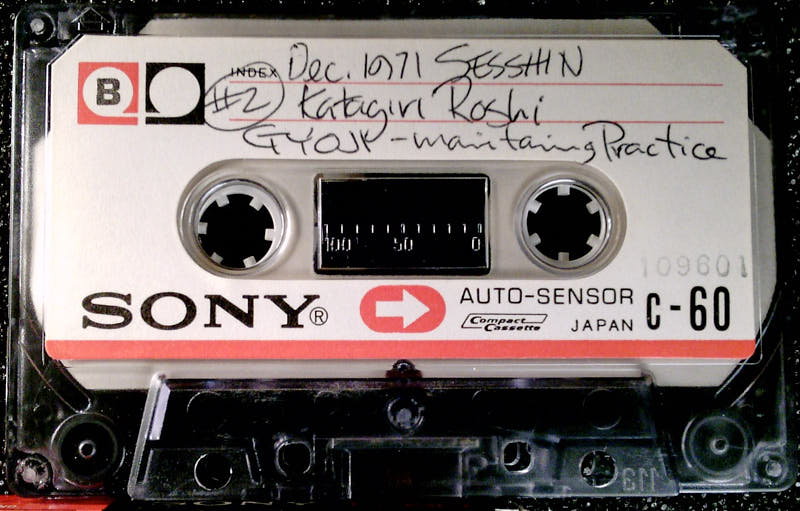 B INDEX Dec. 1971 SESSHIN
#2 Katagiri Roshi
GYOJI - maintaining Practice
100 50 0
109601
SONY® AUTO-SENSOR C-60
Compact Cassette JAPAN
113